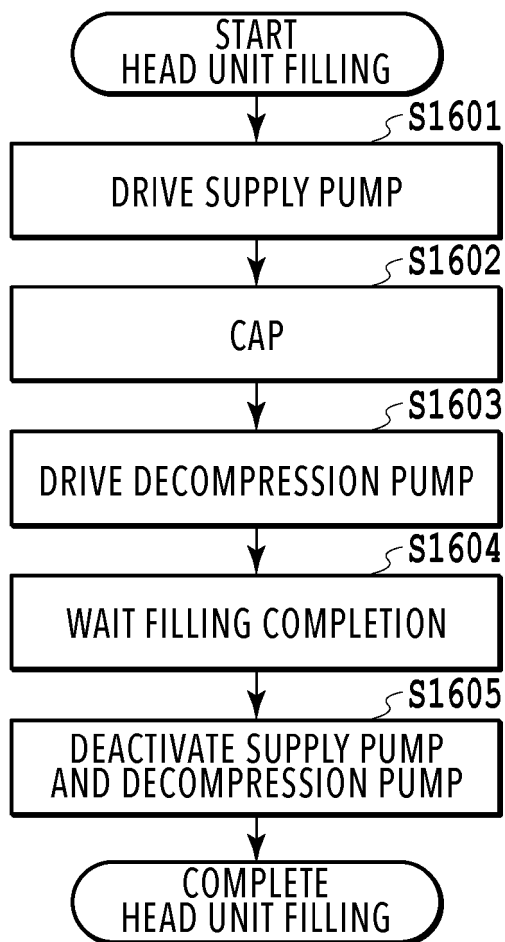 START
HEAD UNIT FILLING
S1601
DRIVE SUPPLY PUMP
S1602
CAP
S1603
DRIVE DECOMPRESSION PUMP
S1604
WAIT FILLING COMPLETION
S1605
DEACTIVATE SUPPLY PUMP
AND DECOMPRESSION PUMP
COMPLETE
HEAD UNIT FILLING